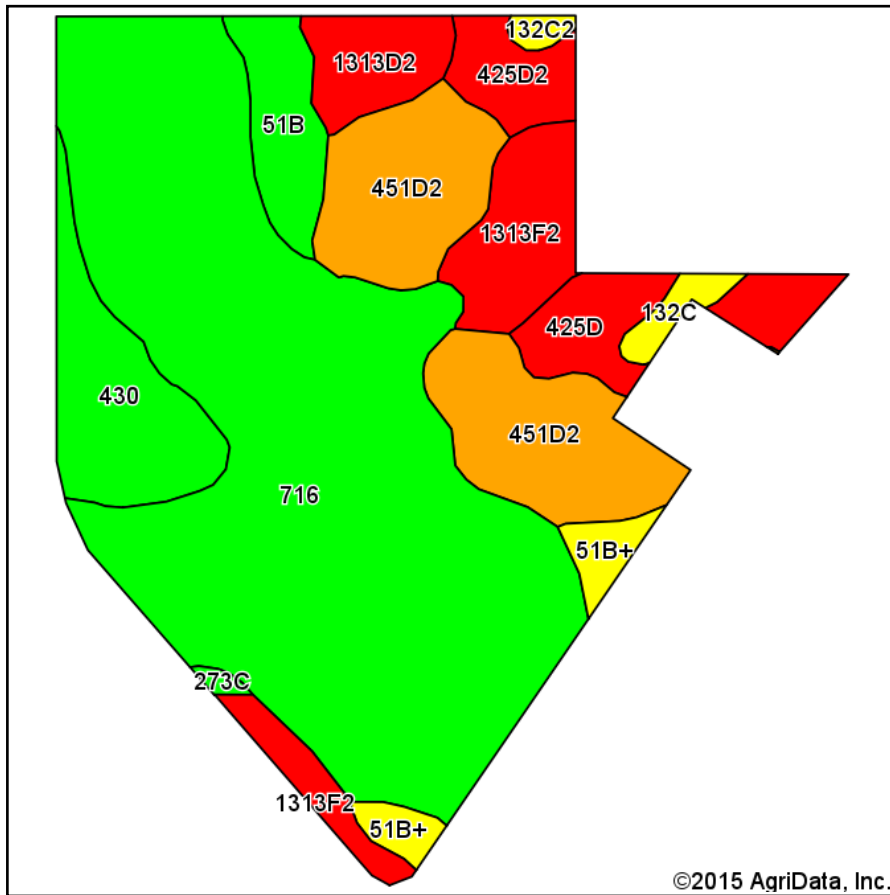 132C2
1313D2
425D2
51B
451D2
1313F2
132C
425D
430
451D2
716
51B+
273C
1313F2
51B+
©2015 AgriData, Inc.